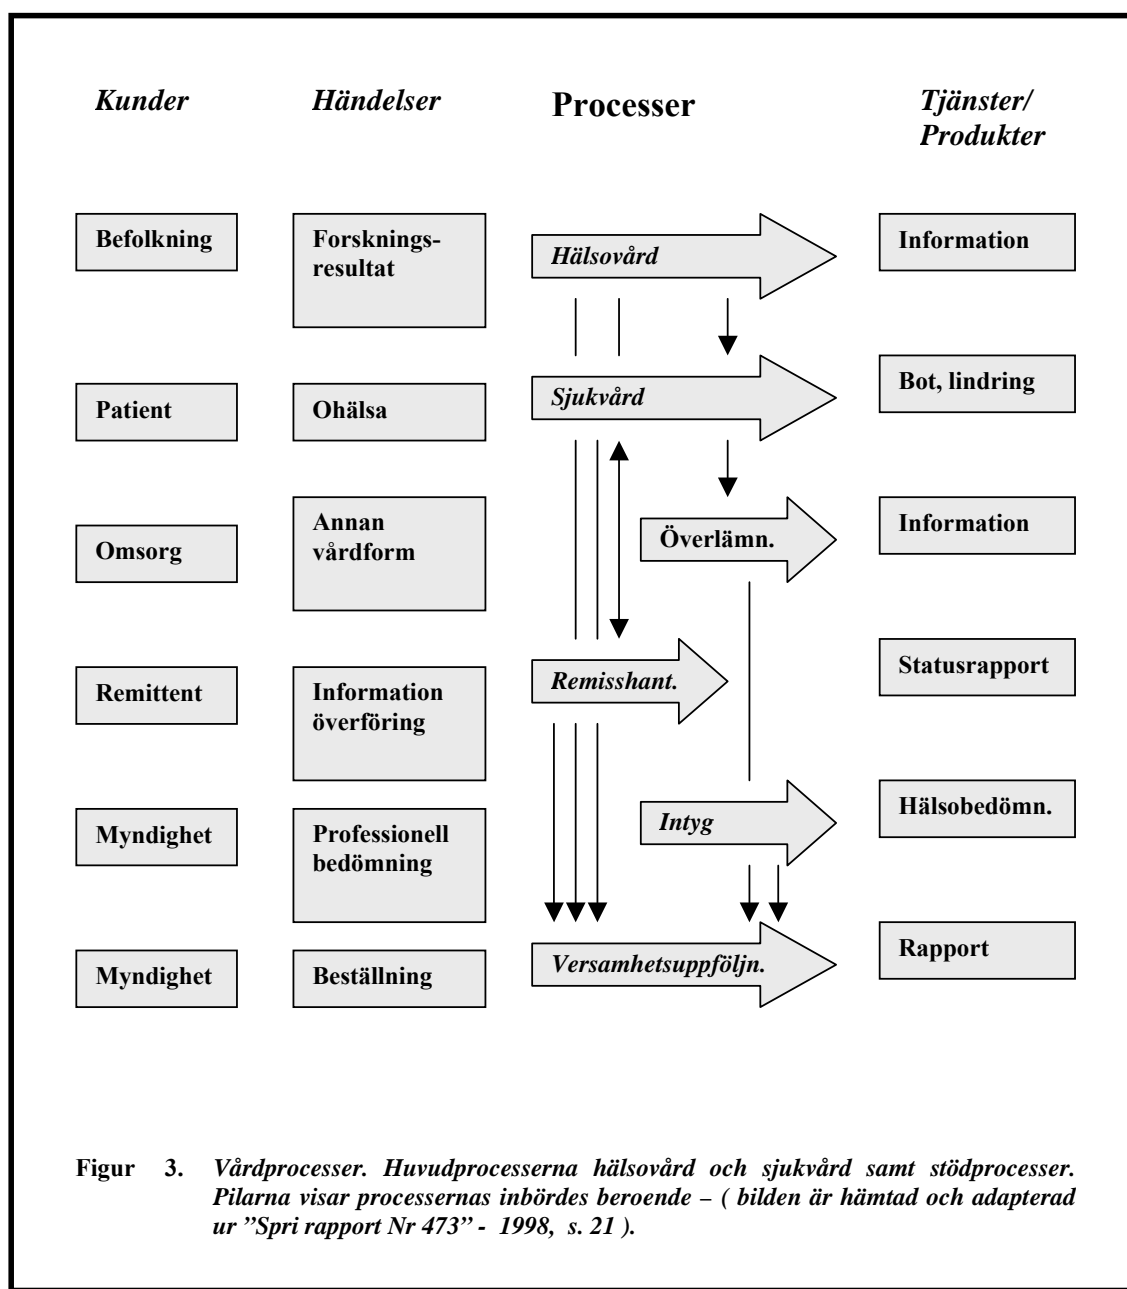 Kunder Händelser Processer Tjänster/
Produkter
Befolkning Forsknings- Hälsovård Information
resultat
Patient Ohälsa Sjukvård Bot, lindring
Omsorg Annan Överlämn. Information
vårdform
Remittent Information Remisshant. Statusrapport
överföring
Myndighet Professionell Intyg Hälsobedömn.
bedömning
Myndighet Beställning Versamhetsuppföljn. Rapport
Figur 3. Vårdprocesser. Huvudprocesserna hälsovård och sjukvård samt stödprocesser.
Pilarna visar processernas inbördes beroende – ( bilden är hämtad och adapterad
ur ”Spri rapport Nr 473” - 1998, s. 21 ).